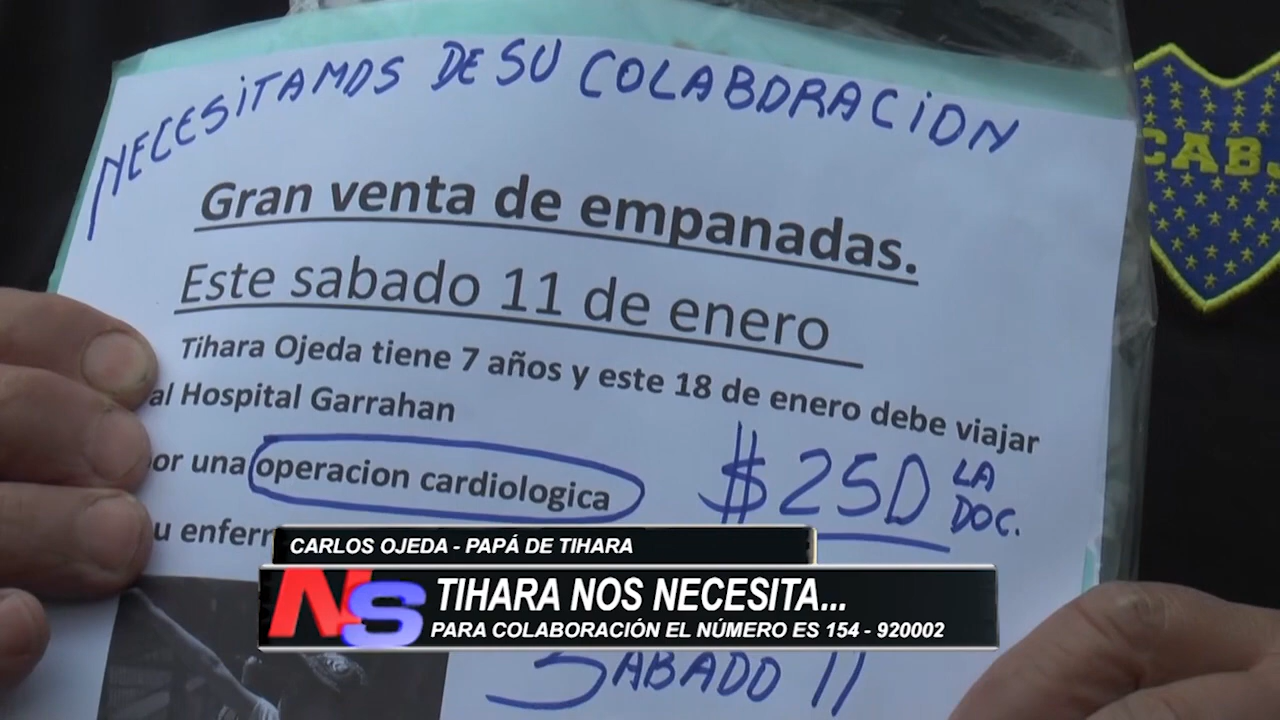 NECESITAMOS DE SU COLABORACION
CABJ
Gran venta de empanadas.
Este sabado 11 de enero
Tihara Ojeda tiene 7 años y este 18 de enero debe viajar
al Hospital Garrahan
operacion cardiologica
una
$250 LA DOC.
CARLOS OJEDA - PAPÁ DE TIHARA
NS
TIHARA NOS NECESITA...
PARA COLABORACIÓN EL NÚMERO ES 154 - 920002
SABADO 11